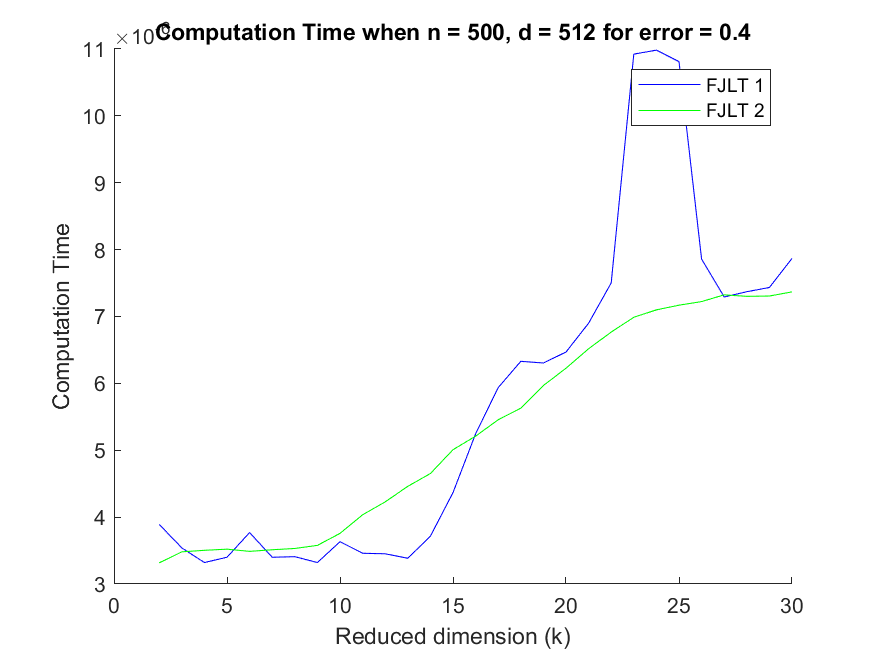 ×10
Computation Time when n = 500, d = 512 for error = 0.4
11
10
9
8
7
6
5
4
3
Computation Time
FJLT 1
FJLT 2
0 5 10 15 20 25 30
Reduced dimension (k)